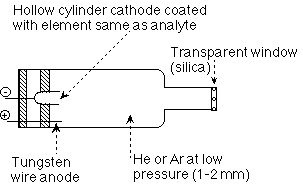 Hollow cylinder cathode coated
with element same as analyte
Transparent window
(silica)
⊖
⊕
Tungsten
wire anode
He or Ar at low
pressure (1-2 mm)